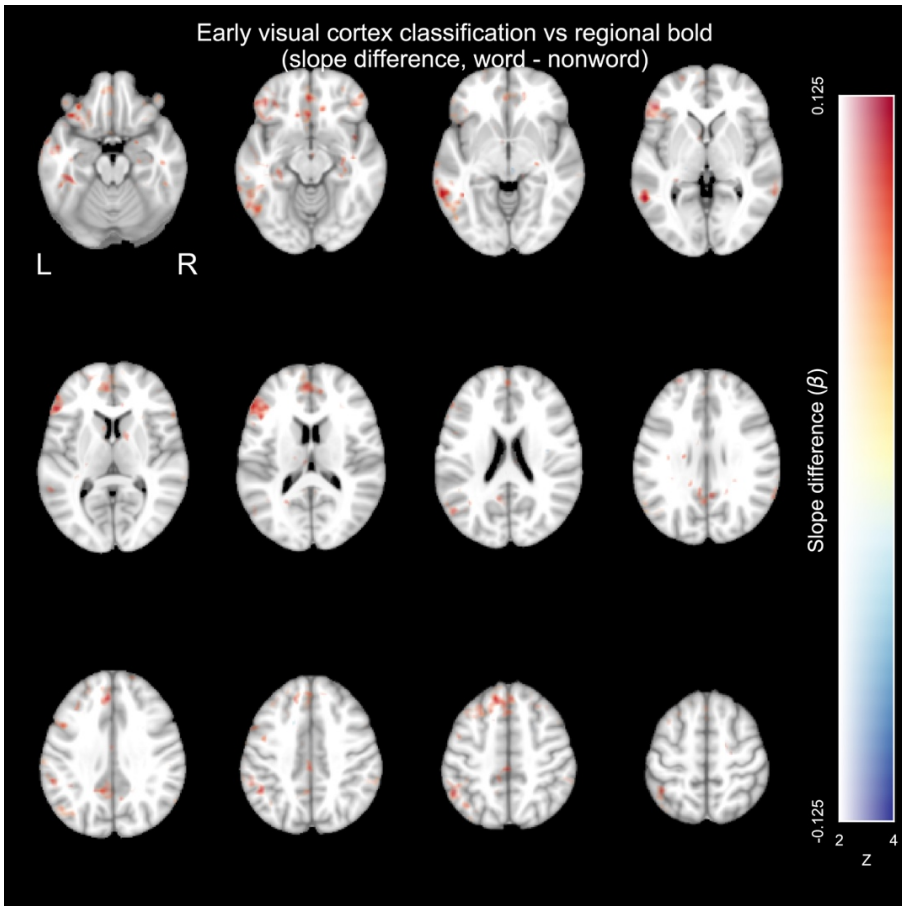 Early visual cortex classification vs regional bold
(slope difference, word - nonword)
L R
0.125
Slope difference (β)
-0.125
2 4
Z